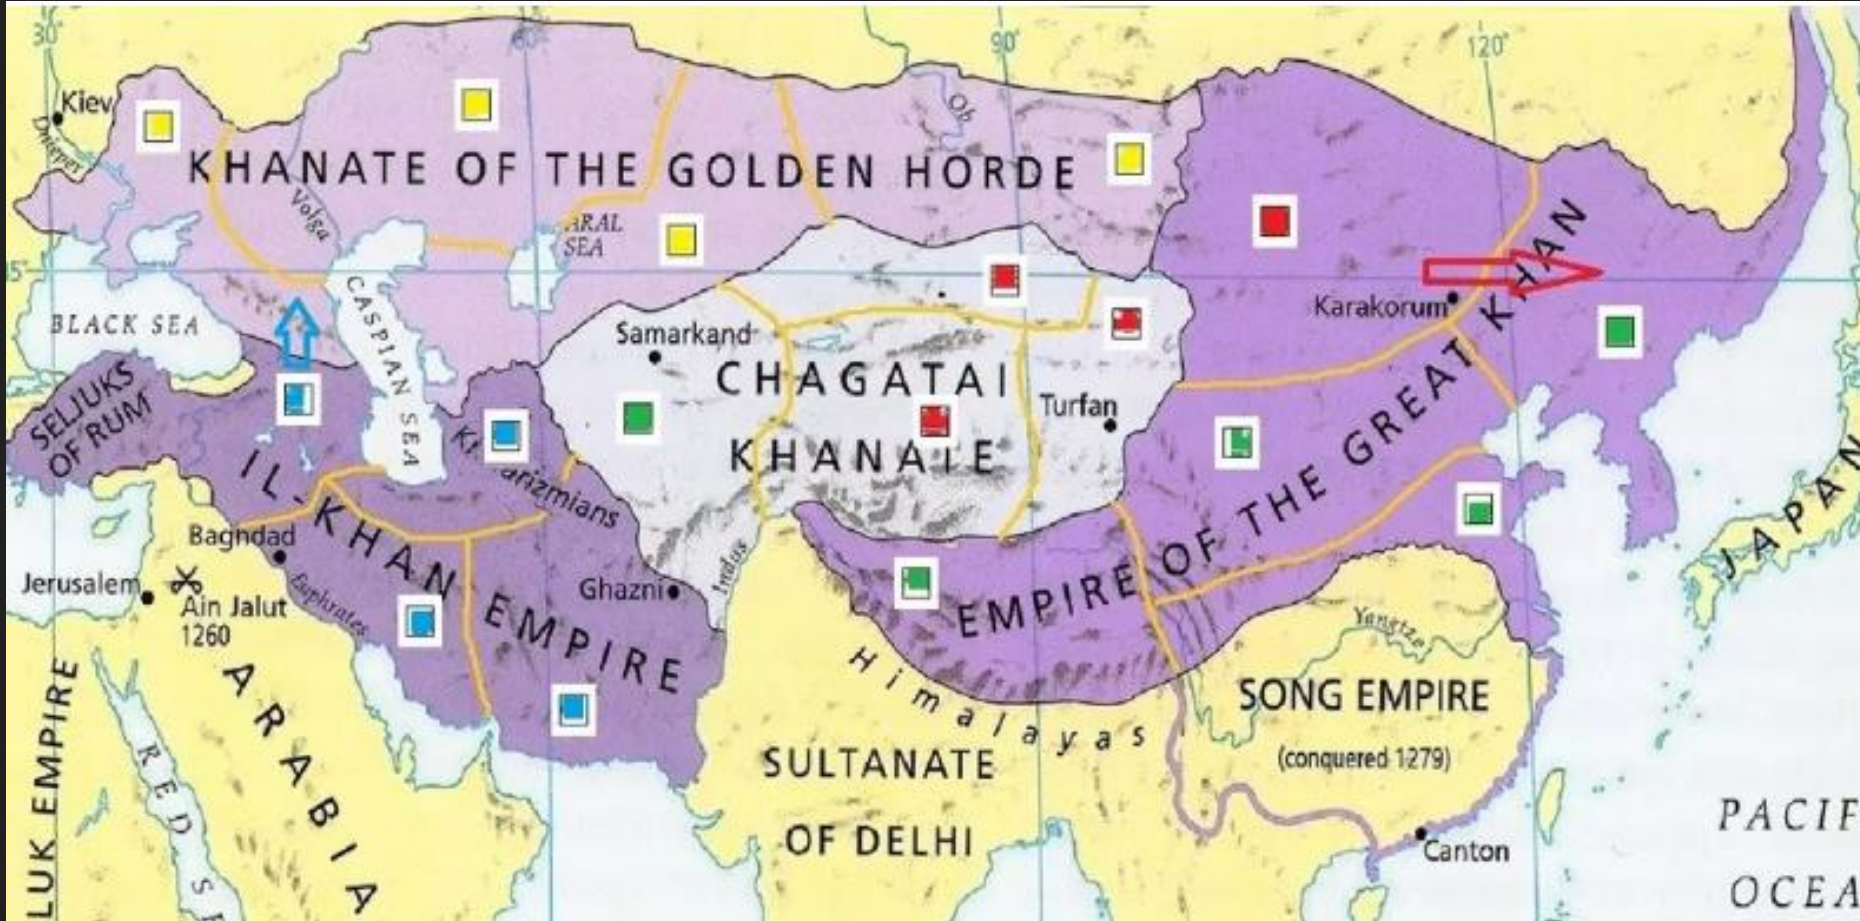 30°
60°
90°
120°
Kiev
Dnieper
Ob
KHANATE OF THE GOLDEN HORDE
Volga
ARAL
SEA
BLACK SEA
CASPIAN SEA
Karakorum
Samarkand
CHAGATAI
KHANATE
Turfan
SELJUKS
OF RUM
IL-KHAN EMPIRE
EMPIRE OF THE GREAT KHAN
JAPAN
Baghdad
Euphrates
Jerusalem
Ain Jalut
1260
Ghazni
Indus
Himalayas
Yangtze
SONG EMPIRE
(conquered 1279)
SULTANATE
OF DELHI
ARABIA
LUK EMPIRE
RED SE
Canton
PACIF
OCEA